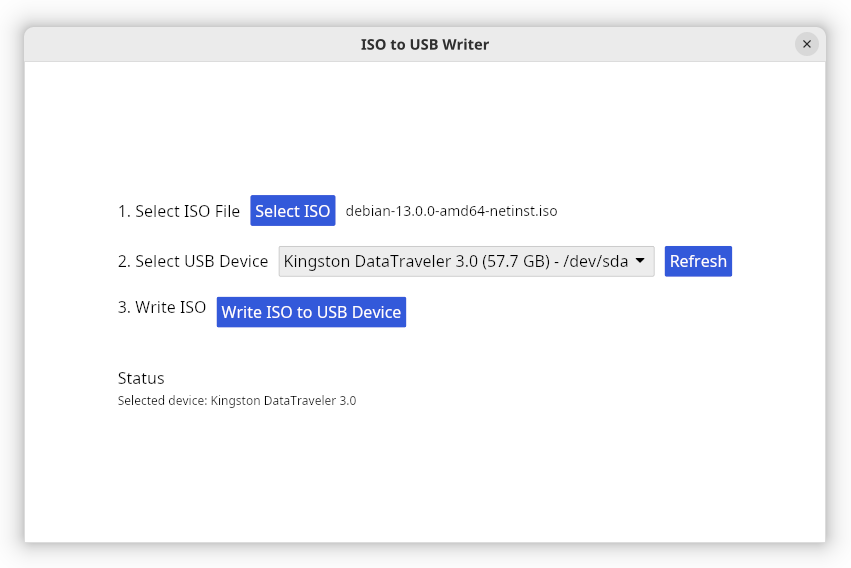 ISO to USB Writer
1. Select ISO File Select ISO debian-13.0.0-amd64-netinst.iso
2. Select USB Device Kingston DataTraveler 3.0 (57.7 GB) - /dev/sda Refresh
3. Write ISO Write ISO to USB Device
Status
Selected device: Kingston DataTraveler 3.0